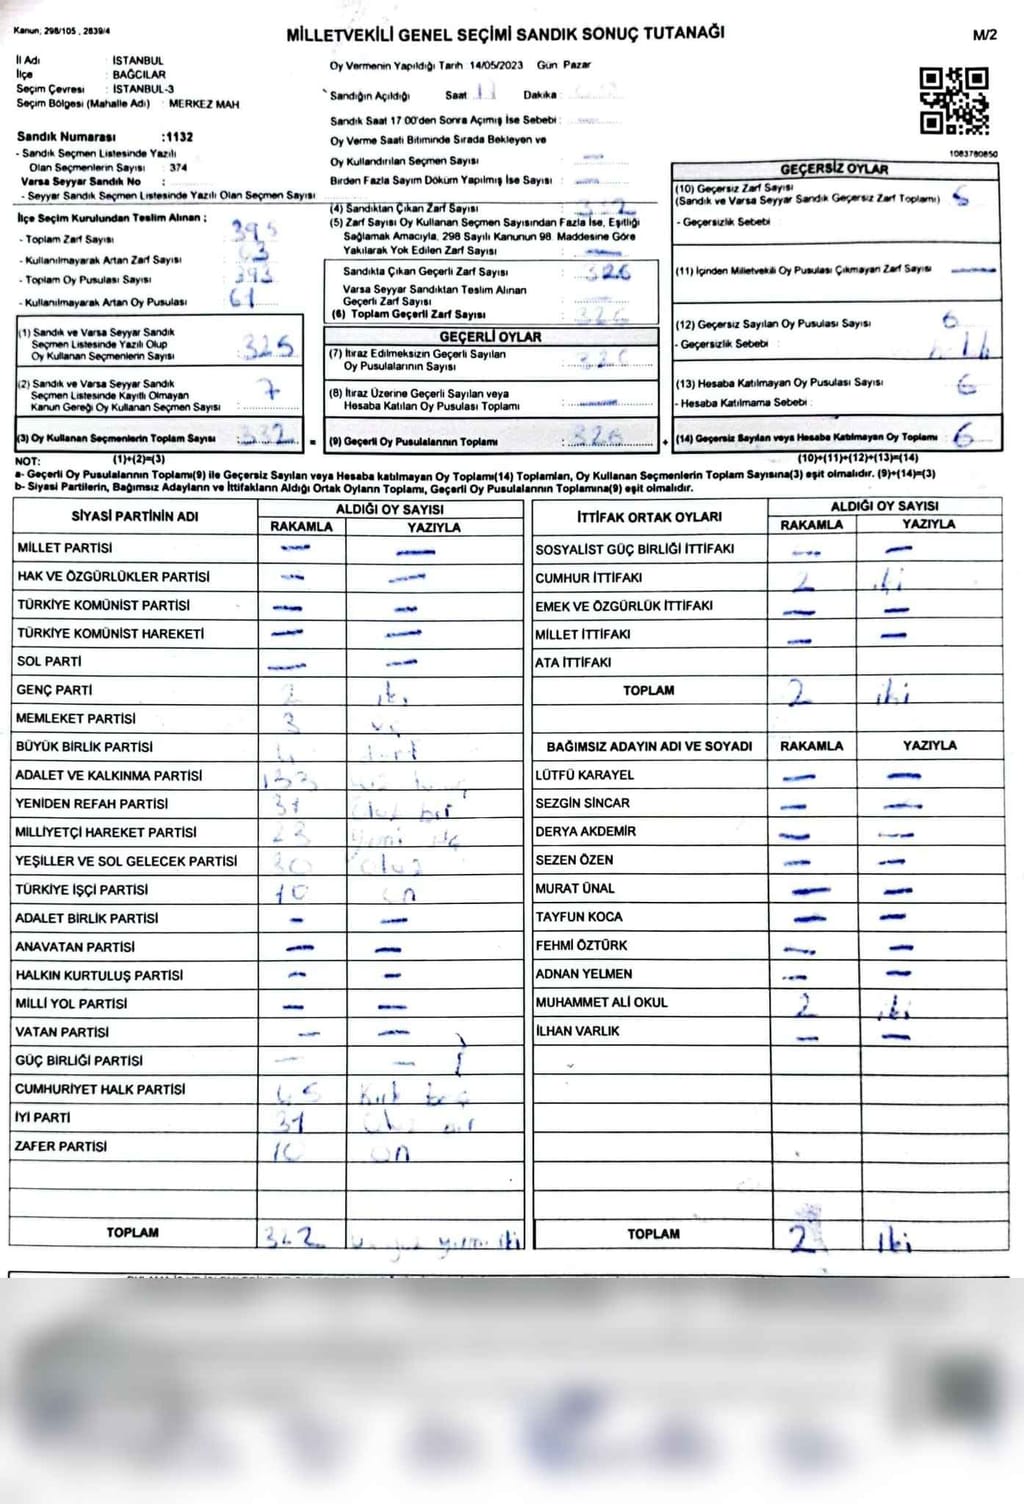 Kanun, 298/105 , 2839/4
MİLLETVEKİLİ GENEL SEÇİMİ SANDIK SONUÇ TUTANAĞI
M/2
İl Adı : İSTANBUL
İlçe : BAĞCILAR
Seçim Çevresi : İSTANBUL-3
Seçim Bölgesi (Mahalle Adı) : MERKEZ MAH
Oy Vermenin Yapıldığı Tarih 14/05/2023 Gün Pazar
Sandığın Açıldığı Saat 11 Dakika :
Sandık Saat 17:00'den Sonra Açımış İse Sebebi :
Oy Verme Saati Bitiminde Sırada Bekleyen ve
Oy Kullandırılan Seçmen Sayısı : —
Birden Fazla Sayım Döküm Yapılmış İse Sayısı : —
Sandık Numarası :1132
- Sandık Seçmen Listesinde Yazılı
Olan Seçmenlerin Sayısı : 374
Varsa Seyyar Sandık No :
- Seyyar Sandık Seçmen Listesinde Yazılı Olan Seçmen Sayısı :
1083780850
İlçe Seçim Kurulundan Teslim Alınan ;
- Toplam Zarf Sayısı : 395
- Kullanılmayarak Artan Zarf Sayısı : 63
- Toplam Oy Pusulası Sayısı : 393
- Kullanılmayarak Artan Oy Pusulası : 61
(1) Sandık ve Varsa Seyyar Sandık
Seçmen Listesinde Yazılı Olup
Oy Kullanan Seçmenlerin Sayısı : 325
(2) Sandık ve Varsa Seyyar Sandık
Seçmen Listesinde Kayıtlı Olmayan
Kanun Gereği Oy Kullanan Seçmen Sayısı : 7
(3) Oy Kullanan Seçmenlerin Toplam Sayısı : 332 =
(4) Sandıktan Çıkan Zarf Sayısı : 332
(5) Zarf Sayısı Oy Kullanan Seçmen Sayısından Fazla İse, Eşitliği
Sağlamak Amacıyla, 298 Sayılı Kanunun 98. Maddesine Göre
Yakılarak Yok Edilen Zarf Sayısı : —
Sandıkta Çıkan Geçerli Zarf Sayısı : 326
Varsa Seyyar Sandıktan Teslim Alınan
Geçerli Zarf Sayısı :
(6) Toplam Geçerli Zarf Sayısı : 326
GEÇERLİ OYLAR
(7) İtiraz Edilmeksizin Geçerli Sayılan
Oy Pusulalarının Sayısı : 326
(8) İtiraz Üzerine Geçerli Sayılan veya
Hesaba Katılan Oy Pusulası Toplamı : —
(9) Geçerli Oy Pusulalarının Toplamı : 326 +
GEÇERSİZ OYLAR
(10) Geçersiz Zarf Sayısı
(Sandık ve Varsa Seyyar Sandık Geçersiz Zarf Toplamı) :
- Geçersizlik Sebebi :
(11) İçinden Milletvekili Oy Pusulası Çıkmayan Zarf Sayısı : —
(12) Geçersiz Sayılan Oy Pusulası Sayısı : 6
- Geçersizlik Sebebi :
(13) Hesaba Katılmayan Oy Pusulası Sayısı : 6
- Hesaba Katılmama Sebebi :
(14) Geçersiz Sayılan veya Hesaba Katılmayan Oy Toplamı : 6
NOT: (1)+(2)=(3)
(10)+(11)+(12)+(13)=(14)
a- Geçerli Oy Pusulalarının Toplamı(9) ile Geçersiz Sayılan veya Hesaba katılmayan Oy Toplamı(14) Toplamları, Oy Kullanan Seçmenlerin Toplam Sayısına(3) eşit olmalıdır. (9)+(14)=(3)
b- Siyasi Partilerin, Bağımsız Adayların ve İttifakların Aldığı Ortak Oyların Toplamı, Geçerli Oy Pusulalarının Toplamına(9) eşit olmalıdır.
SİYASİ PARTİNİN ADI ALDIĞI OY SAYISI
RAKAMLA YAZIYLA
MİLLET PARTİSİ — —
HAK VE ÖZGÜRLÜKLER PARTİSİ — —
TÜRKİYE KOMÜNİST PARTİSİ — —
TÜRKİYE KOMÜNİST HAREKETİ — —
SOL PARTİ — —
GENÇ PARTİ 2 iki
MEMLEKET PARTİSİ 3 üç
BÜYÜK BİRLİK PARTİSİ 4 dört
ADALET VE KALKINMA PARTİSİ 133
YENİDEN REFAH PARTİSİ 31 Otuz bir
MİLLİYETÇİ HAREKET PARTİSİ 23 yirmi üç
YEŞİLLER VE SOL GELECEK PARTİSİ 30 Otuz
TÜRKİYE İŞÇİ PARTİSİ 10 on
ADALET BİRLİK PARTİSİ — —
ANAVATAN PARTİSİ — —
HALKIN KURTULUŞ PARTİSİ — —
MİLLİ YOL PARTİSİ — —
VATAN PARTİSİ — —
GÜÇ BİRLİĞİ PARTİSİ — —
CUMHURİYET HALK PARTİSİ 45 Kırk beş
İYİ PARTİ 31 Otuz bir
ZAFER PARTİSİ 10 on
TOPLAM 322 yirmi iki
İTTİFAK ORTAK OYLARI ALDIĞI OY SAYISI
RAKAMLA YAZIYLA
SOSYALİST GÜÇ BİRLİĞİ İTTİFAKI — —
CUMHUR İTTİFAKI 2 iki
EMEK VE ÖZGÜRLÜK İTTİFAKI — —
MİLLET İTTİFAKI — —
ATA İTTİFAKI
TOPLAM 2 iki
BAĞIMSIZ ADAYIN ADI VE SOYADI RAKAMLA YAZIYLA
LÜTFÜ KARAYEL — —
SEZGİN SİNCAR — —
DERYA AKDEMİR — —
SEZEN ÖZEN — —
MURAT ÜNAL — —
TAYFUN KOCA — —
FEHMİ ÖZTÜRK — —
ADNAN YELMEN — —
MUHAMMET ALİ OKUL 2 iki
İLHAN VARLIK — —
TOPLAM 2 iki